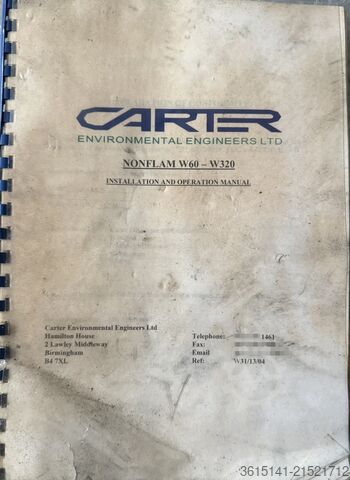 CARTER
ENVIRONMENTAL ENGINEERS LTD
NONFLAM W60 – W320
INSTALLATION AND OPERATION MANUAL
Carter Environmental Engineers Ltd
Hamilton House
2 Lawley Middleway
Birmingham
B4 7XL
Telephone: 1461
Fax:
Email
Ref: W31/13/04
3615141-21521712